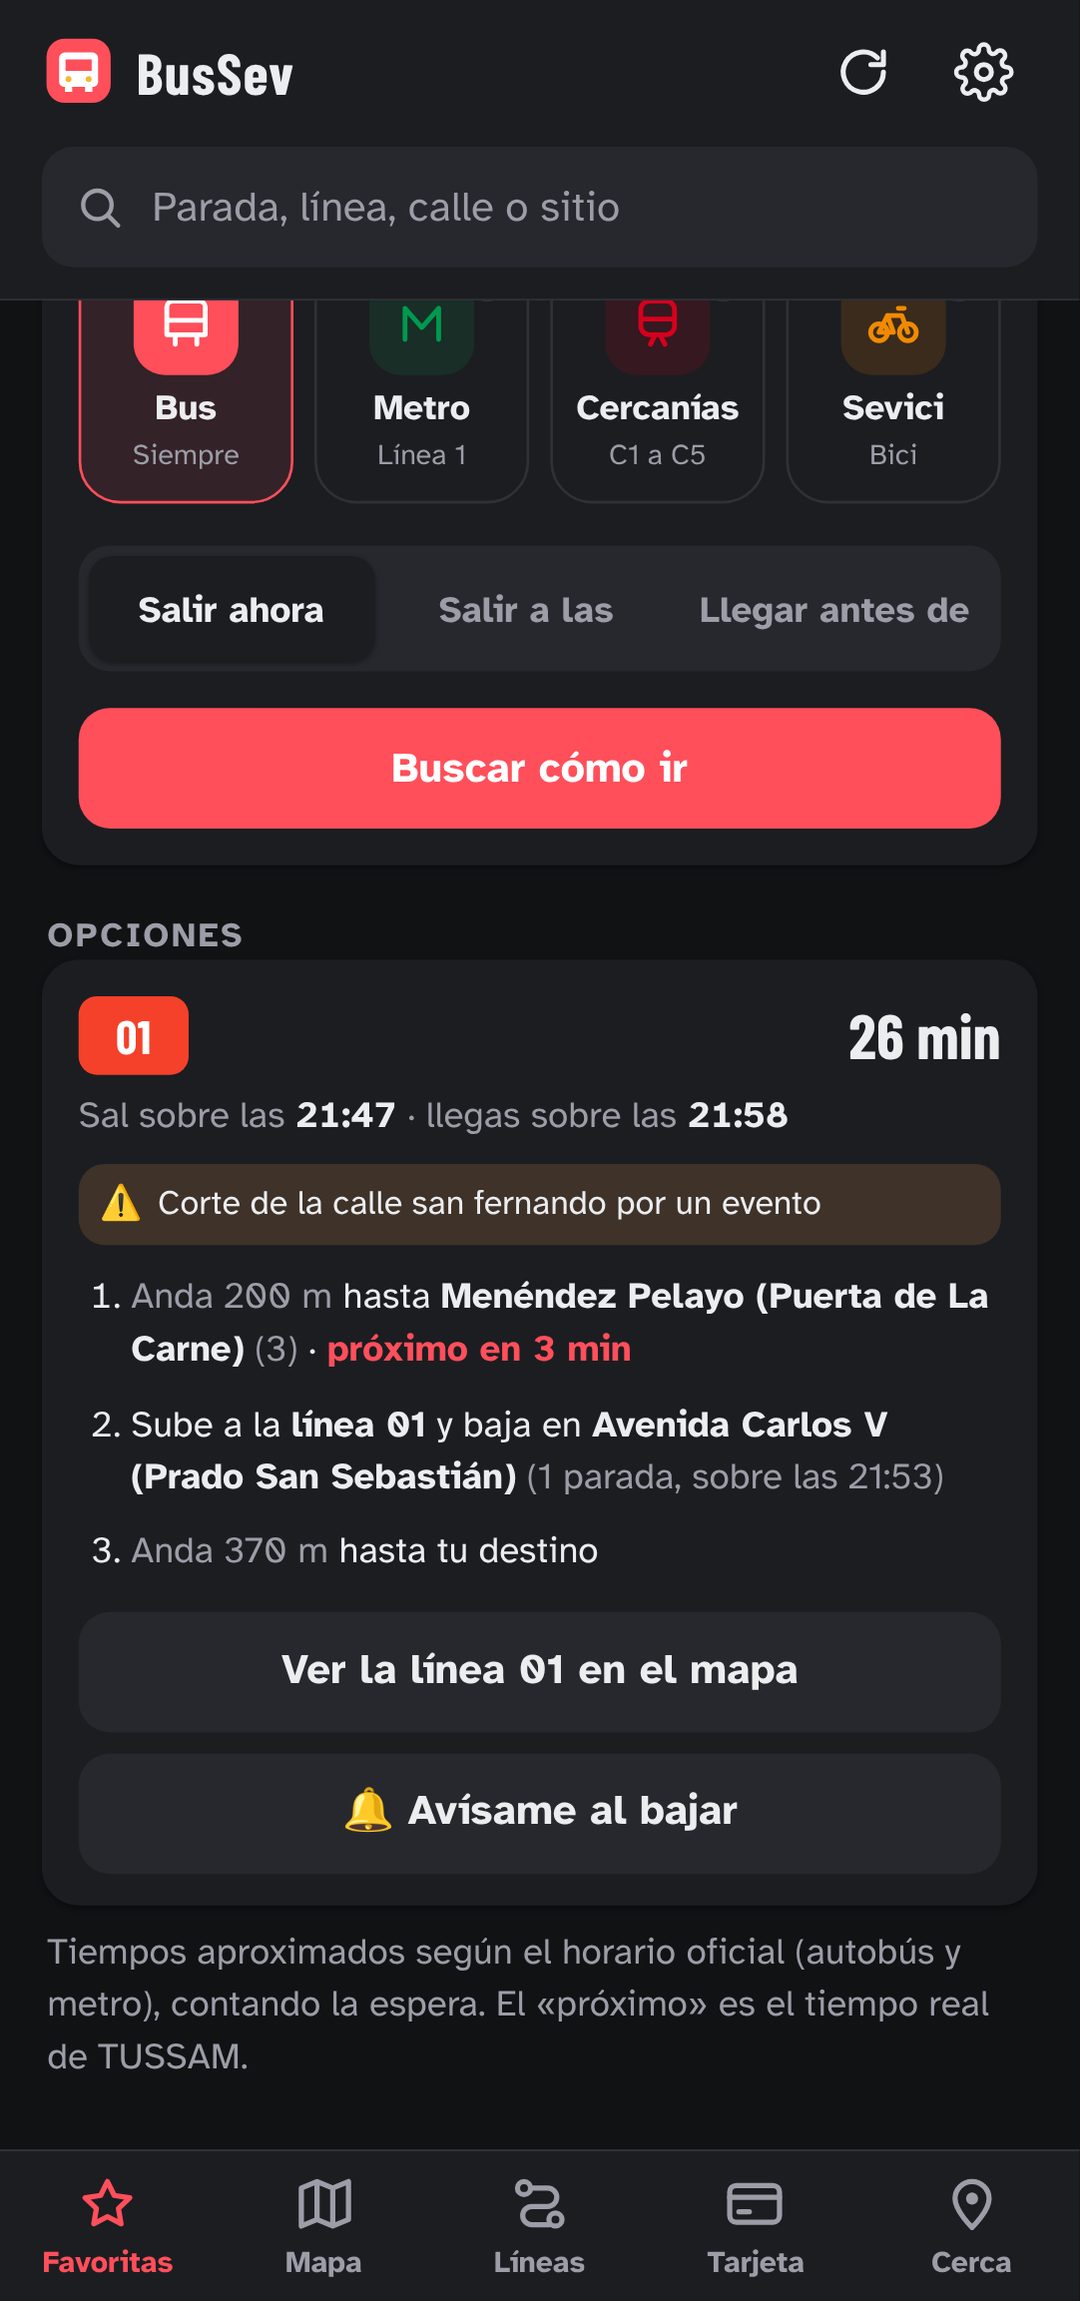 BusSev
Parada, línea, calle o sitio
Bus
Siempre
Metro
Línea 1
Cercanías
C1 a C5
Sevici
Bici
Salir ahora
Salir a las
Llegar antes de
Buscar cómo ir
OPCIONES
01
26 min
Sal sobre las 21:47 · llegas sobre las 21:58
⚠️ Corte de la calle san fernando por un evento
1. Anda 200 m hasta Menéndez Pelayo (Puerta de La
Carne) (3) · próximo en 3 min
2. Sube a la línea 01 y baja en Avenida Carlos V
(Prado San Sebastián) (1 parada, sobre las 21:53)
3. Anda 370 m hasta tu destino
Ver la línea 01 en el mapa
🔔 Avísame al bajar
Tiempos aproximados según el horario oficial (autobús y
metro), contando la espera. El «próximo» es el tiempo real
de TUSSAM.
Favoritas
Mapa
Líneas
Tarjeta
Cerca